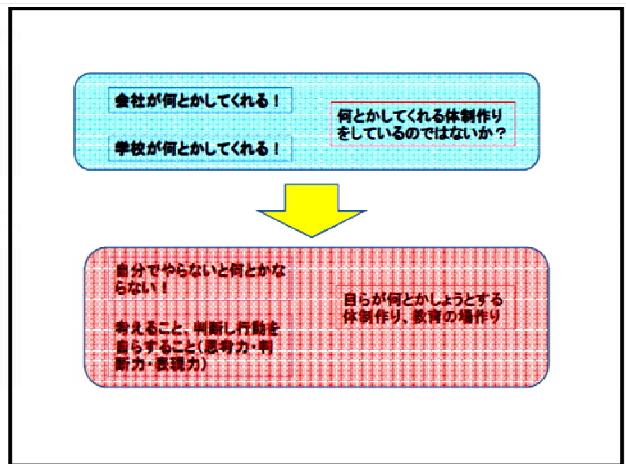 会社が何とかしてくれる！
学校が何とかしてくれる！
何とかしてくれる体制作り
をしているのではないか？
自分でやらないと何とかな
らない！
考えること、判断し行動を
自らすること（思考力・判
断力・表現力）
自らが何とかしょうとする
体制作り、教育の場作り